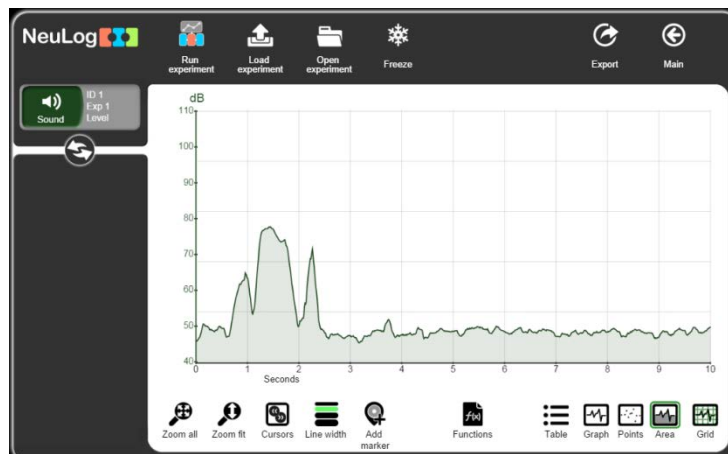 NeuLog
Run
experiment
Load
experiment
Open
experiment
Freeze
Export
Main
Sound
ID 1
Exp 1
Level
dB
110
100
90
80
70
60
50
40
0 1 2 3 4 5 6 7 8 9 10
Seconds
Zoom all
Zoom fit
Cursors
Line width
Add
marker
f(x)
Functions
Table
Graph
Points
Area
Grid